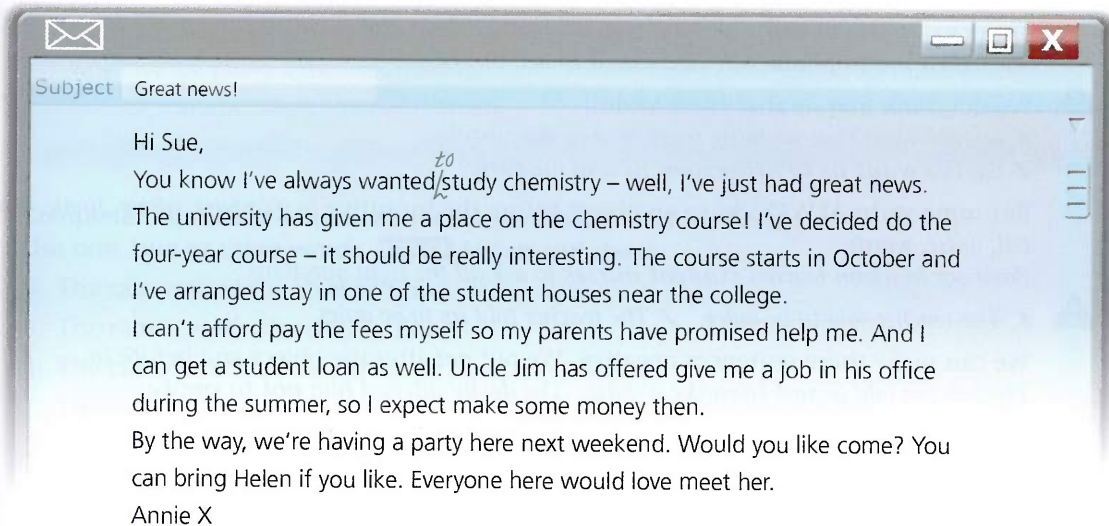 Subject Great news!
Hi Sue,
to
You know I've always wanted/study chemistry – well, I've just had great news.
The university has given me a place on the chemistry course! I've decided do the
four-year course – it should be really interesting. The course starts in October and
I've arranged stay in one of the student houses near the college.
I can't afford pay the fees myself so my parents have promised help me. And I
can get a student loan as well. Uncle Jim has offered give me a job in his office
during the summer, so I expect make some money then.
By the way, we're having a party here next weekend. Would you like come? You
can bring Helen if you like. Everyone here would love meet her.
Annie X